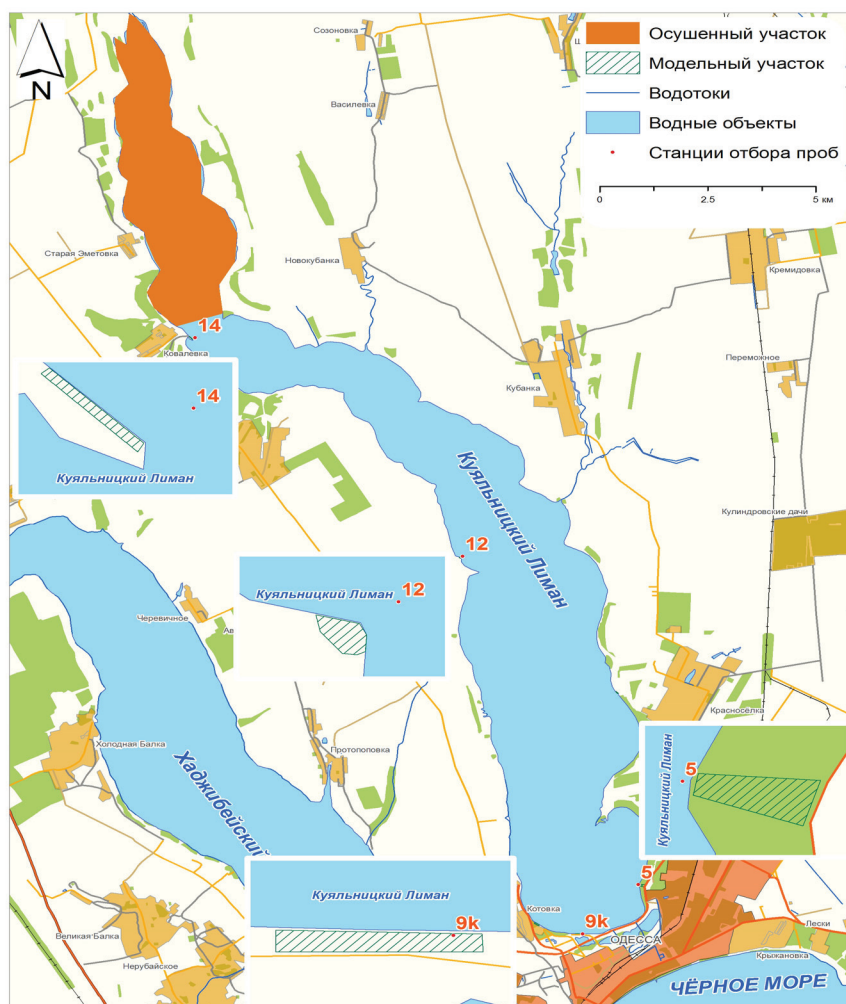 Созоновка
N
Осушенный участок
Модельный участок
Водотоки
Водные объекты
Станции отбора проб
0 2.5 5 км
Василевка
Старая Эметовка
Новокубанка
Кремидовка
14
Ковалевка
Переможное
Кубанка
14
Куяльницкий Лиман
Куяльницкий Лиман
Кулиндровские дачи
12
12
Куяльницкий Лиман
Черевичное
Красноселка
Холодная Балка
Протопоповка
Хаджибейский
Куяльницкий Лиман
5
5
Куяльницкий Лиман
9k
Котовка
9k
ОДЕССА
Лески
Крыжановка
Великая Балка
Нерубайское
ЧЁРНОЕ МОРЕ